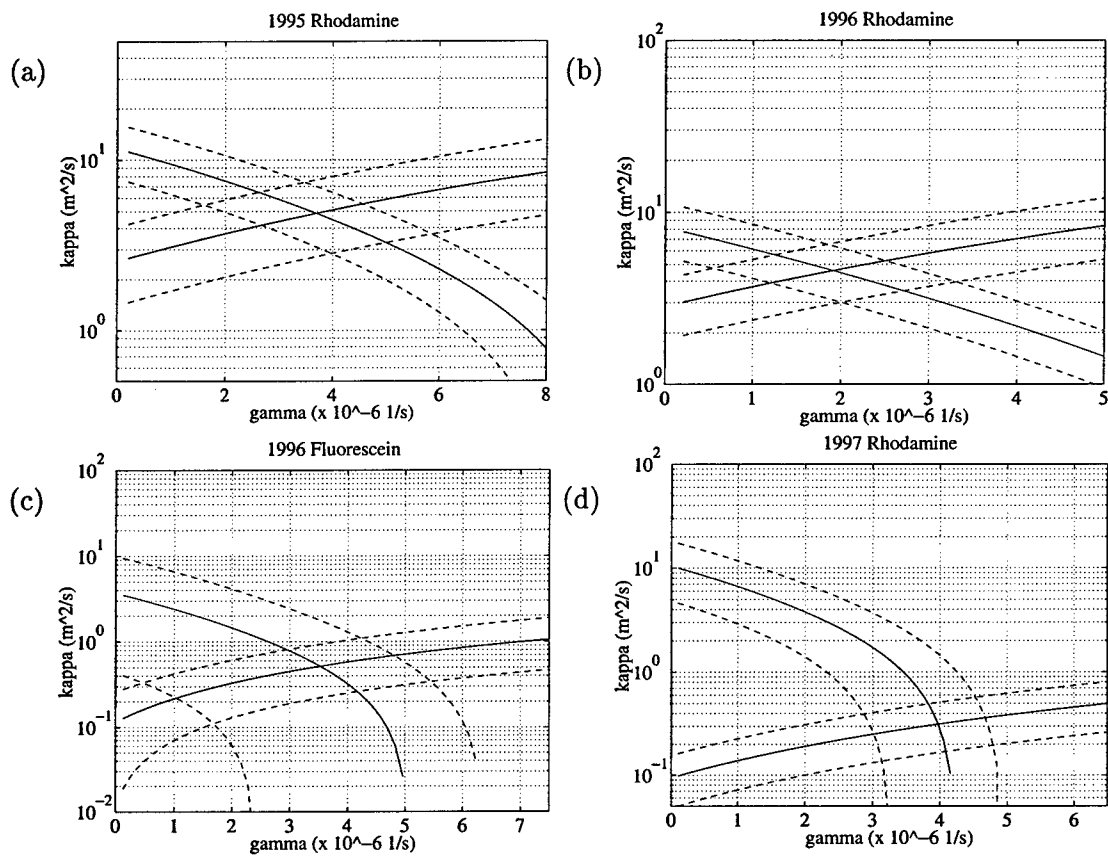 1995 Rhodamine
(a)
kappa (m^2/s)
10^1
10^0
0 2 4 6 8
gamma (x 10^−6 1/s)
1996 Rhodamine
(b)
kappa (m^2/s)
10^2
10^1
10^0
0 1 2 3 4 5
gamma (x 10^−6 1/s)
1996 Fluorescein
(c)
kappa (m^2/s)
10^2
10^1
10^0
10^−1
10^−2
0 1 2 3 4 5 6 7
gamma (x 10^−6 1/s)
1997 Rhodamine
(d)
kappa (m^2/s)
10^2
10^1
10^0
10^−1
0 1 2 3 4 5 6
gamma (x 10^−6 1/s)